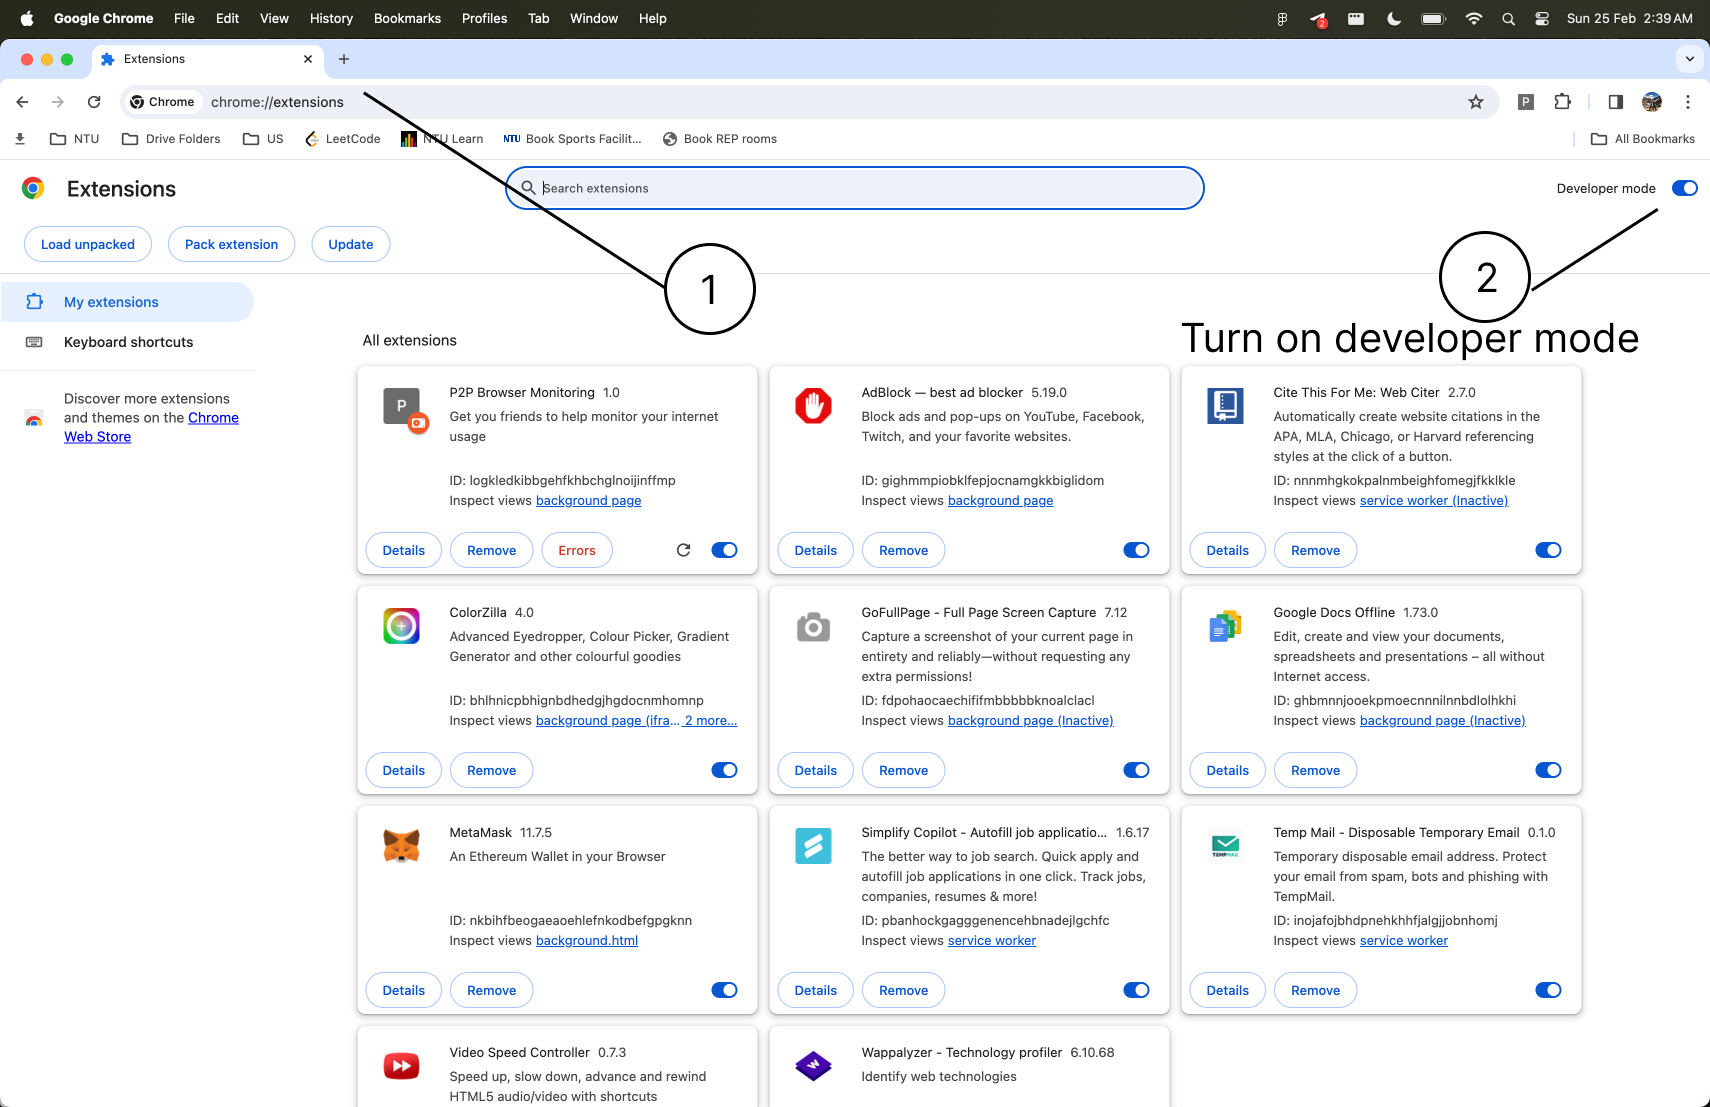 Google Chrome File Edit View History Bookmarks Profiles Tab Window Help 2 Sun 25 Feb 2:39 AM
Extensions
Chrome chrome://extensions P
NTU Drive Folders US LeetCode NTU Learn NTU Book Sports Facilit... Book REP rooms All Bookmarks
Extensions
Search extensions
Developer mode
Load unpacked Pack extension Update
1
2
Turn on developer mode
My extensions
Keyboard shortcuts
Discover more extensions
and themes on the Chrome
Web Store
All extensions
P
P2P Browser Monitoring 1.0
Get you friends to help monitor your internet
usage
ID: logkledkibbgehfkhbchglnoijinffmp
Inspect views background page
Details Remove Errors
AdBlock — best ad blocker 5.19.0
Block ads and pop-ups on YouTube, Facebook,
Twitch, and your favorite websites.
ID: gighmmpiobklfepjocnamgkkbiglidom
Inspect views background page
Details Remove
Cite This For Me: Web Citer 2.7.0
Automatically create website citations in the
APA, MLA, Chicago, or Harvard referencing
styles at the click of a button.
ID: nnnmhgkokpalnmbeighfomegjfkklkle
Inspect views service worker (Inactive)
Details Remove
ColorZilla 4.0
Advanced Eyedropper, Colour Picker, Gradient
Generator and other colourful goodies
ID: bhlhnicpbhignbdhedgjhgdocnmhomnp
Inspect views background page (ifra... 2 more...
Details Remove
GoFullPage - Full Page Screen Capture 7.12
Capture a screenshot of your current page in
entirety and reliably—without requesting any
extra permissions!
ID: fdpohaocaechififmbbbbbknoalclacl
Inspect views background page (Inactive)
Details Remove
Google Docs Offline 1.73.0
Edit, create and view your documents,
spreadsheets and presentations – all without
Internet access.
ID: ghbmnnjooekpmoecnnnilnnbdlolhkhi
Inspect views background page (Inactive)
Details Remove
MetaMask 11.7.5
An Ethereum Wallet in your Browser
ID: nkbihfbeogaeaoehlefnkodbefgpgknn
Inspect views background.html
Details Remove
Simplify Copilot - Autofill job applicatio... 1.6.17
The better way to job search. Quick apply and
autofill job applications in one click. Track jobs,
companies, resumes & more!
ID: pbanhockgagggenencehbnadejlgchfc
Inspect views service worker
Details Remove
TEMPMAIL
Temp Mail - Disposable Temporary Email 0.1.0
Temporary disposable email address. Protect
your email from spam, bots and phishing with
TempMail.
ID: inojafojbhdpnehkhhfjalgjjobnhomj
Inspect views service worker
Details Remove
Video Speed Controller 0.7.3
Speed up, slow down, advance and rewind
HTML5 audio/video with shortcuts
Wappalyzer - Technology profiler 6.10.68
Identify web technologies